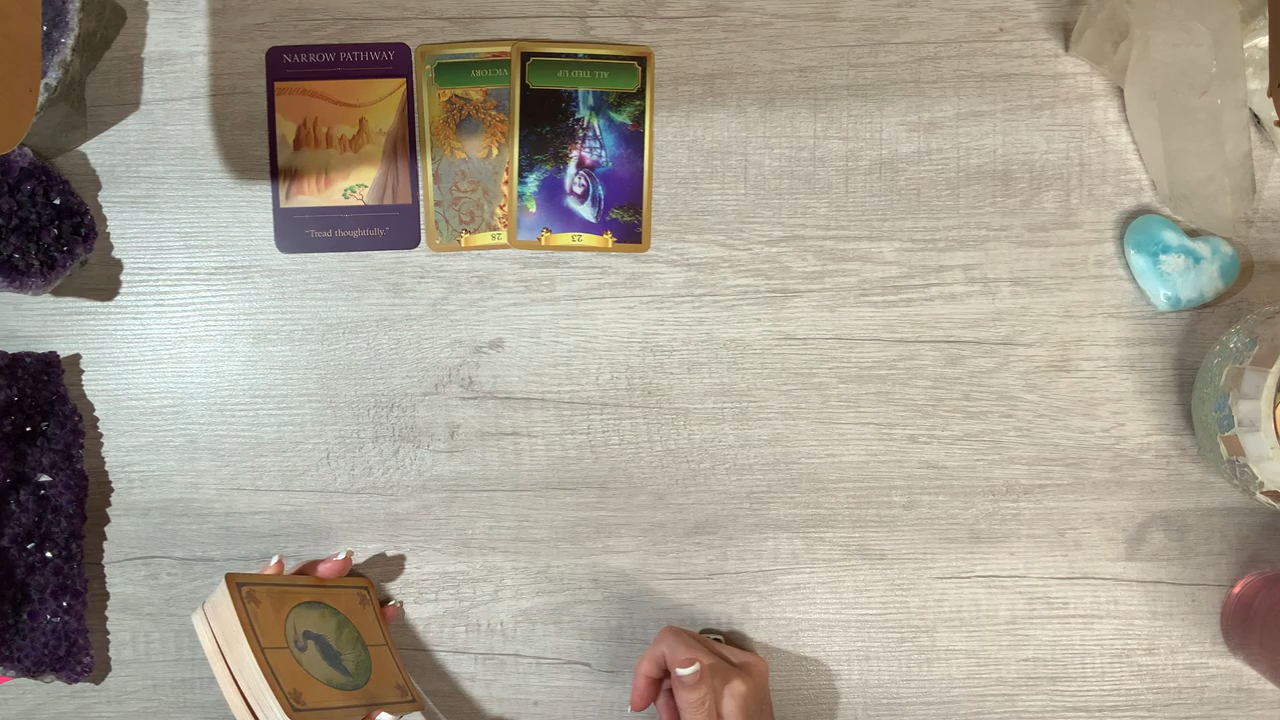 NARROW PATHWAY
"Tread thoughtfully."
VICTORY
28
ALL TIED UP
23